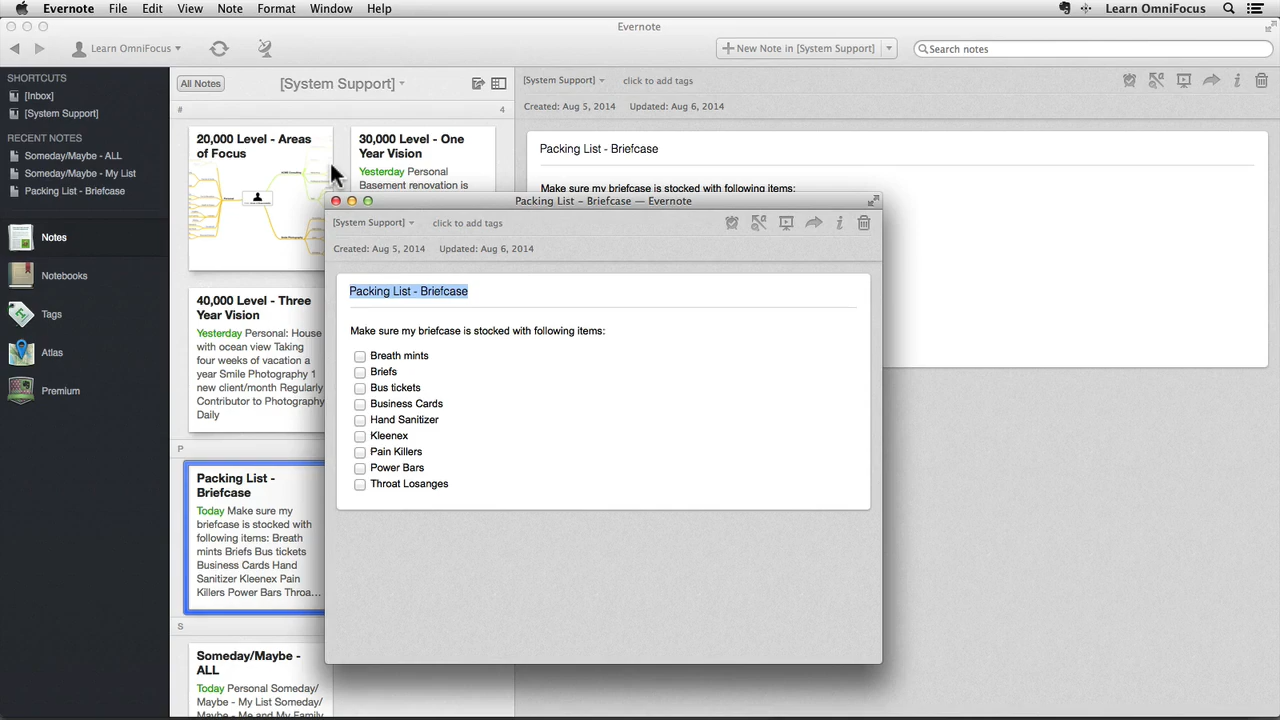 Evernote File Edit View Note Format Window Help
Learn OmniFocus
Evernote
Learn OmniFocus
+ New Note in [System Support]
Search notes
SHORTCUTS
[Inbox]
[System Support]
RECENT NOTES
Someday/Maybe - ALL
Someday/Maybe - My List
Packing List - Briefcase
Notes
Notebooks
Tags
Atlas
Premium
All Notes
[System Support]
# 4
20,000 Level - Areas
of Focus
30,000 Level - One
Year Vision
Yesterday Personal
Basement renovation is
40,000 Level - Three
Year Vision
Yesterday Personal: House
with ocean view Taking
four weeks of vacation a
year Smile Photography 1
new client/month Regularly
Contributor to Photography
Daily
P
Packing List -
Briefcase
Today Make sure my
briefcase is stocked with
following items: Breath
mints Briefs Bus tickets
Business Cards Hand
Sanitizer Kleenex Pain
Killers Power Bars Throa…
S
Someday/Maybe -
ALL
Today Personal Someday/
Maybe - My List Someday/
Maybe - Me and My Family
[System Support]
click to add tags
Created: Aug 5, 2014 Updated: Aug 6, 2014
Packing List - Briefcase
Make sure my briefcase is stocked with following items:
Packing List - Briefcase — Evernote
[System Support]
click to add tags
Created: Aug 5, 2014 Updated: Aug 6, 2014
Packing List - Briefcase
Make sure my briefcase is stocked with following items:
Breath mints
Briefs
Bus tickets
Business Cards
Hand Sanitizer
Kleenex
Pain Killers
Power Bars
Throat Losanges